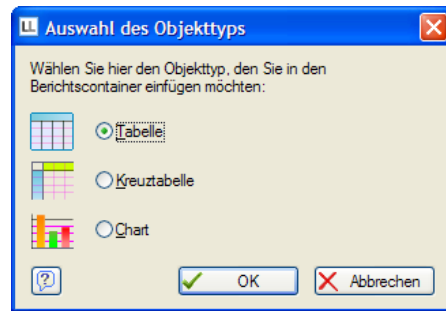 LL Auswahl des Objekttyps
Wählen Sie hier den Objekttyp, den Sie in den
Berichtscontainer einfügen möchten:
Tabelle
Kreuztabelle
Chart
? OK Abbrechen